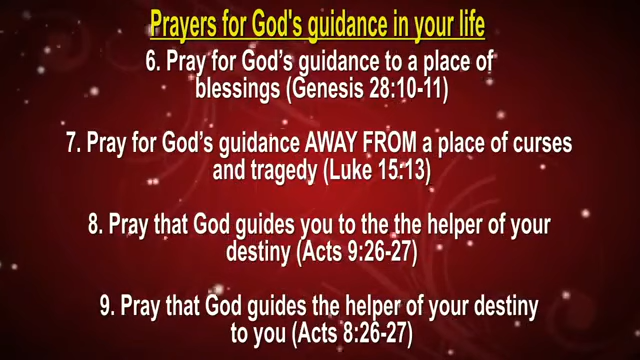 Prayers for God's guidance in your life
6. Pray for God’s guidance to a place of
blessings (Genesis 28:10-11)
7. Pray for God’s guidance AWAY FROM a place of curses
and tragedy (Luke 15:13)
8. Pray that God guides you to the the helper of your
destiny (Acts 9:26-27)
9. Pray that God guides the helper of your destiny
to you (Acts 8:26-27)